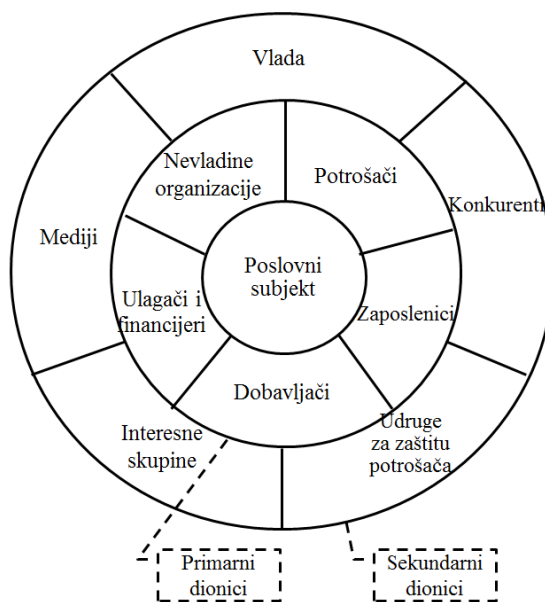 Vlada
Nevladine
organizacije
Potrošači
Konkurenti
Mediji
Poslovni
subjekt
Ulagači i
financijeri
Zaposlenici
Dobavljači
Interesne
skupine
Udruge
za zaštitu
potrošača
Primarni
dionici
Sekundarni
dionici